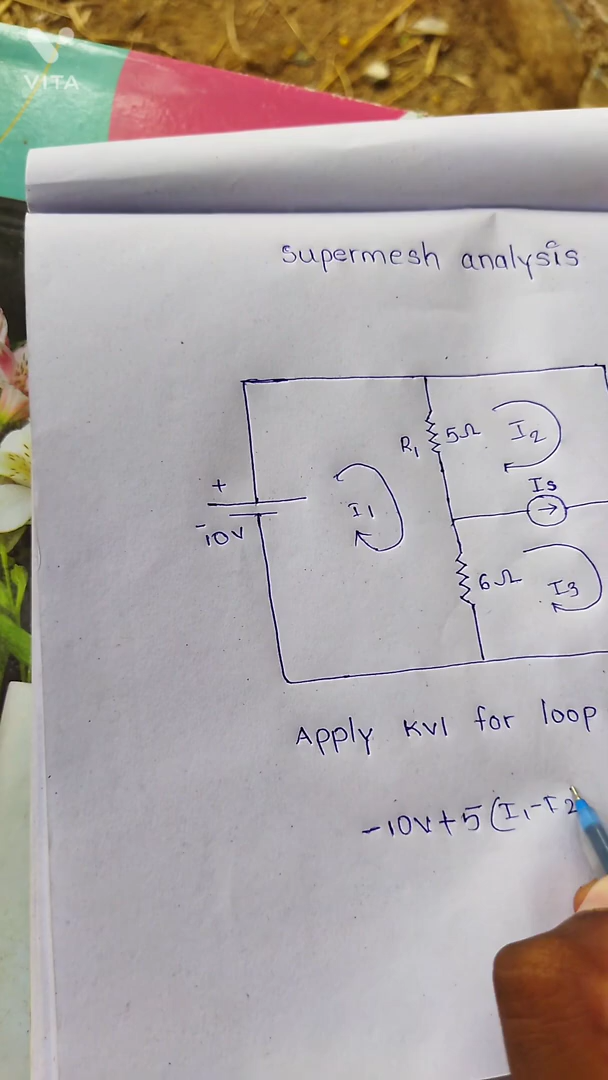 VITA
Supermesh analysis
R1 5Ω I2
Is
+
I1
-10V
6Ω I3
Apply KVl for loop
-10V+5(I1-I2